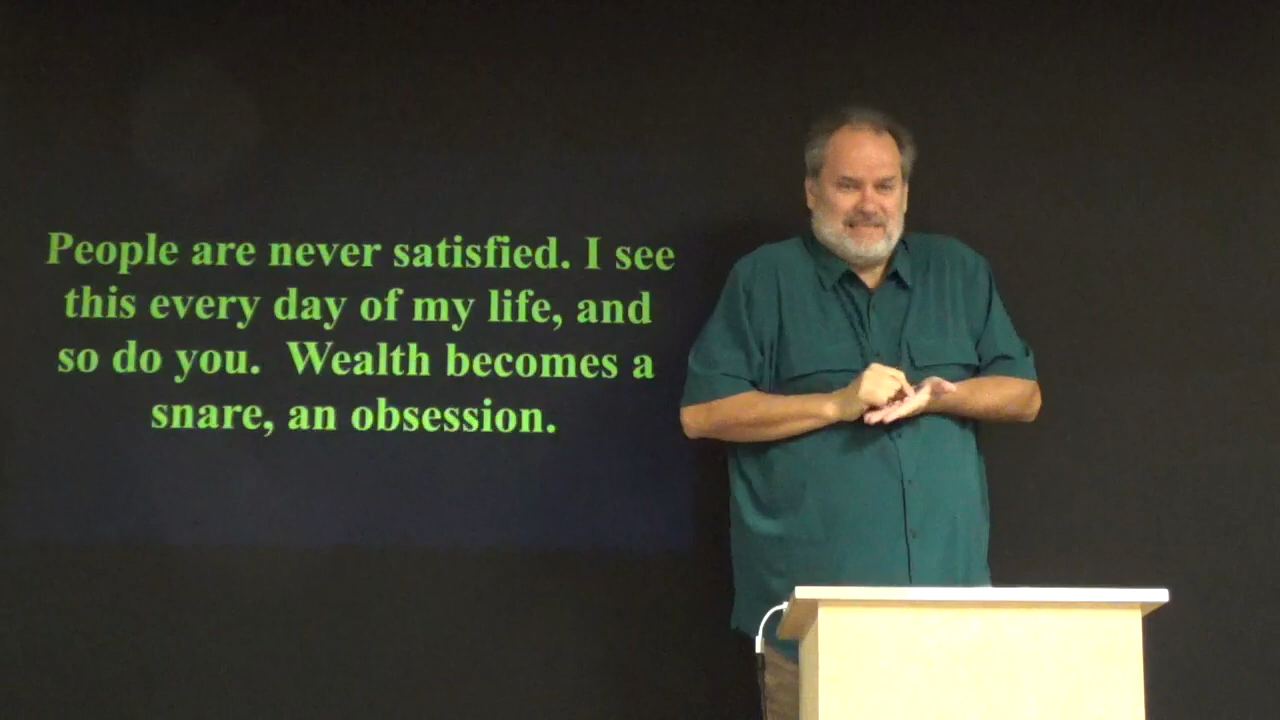 People are never satisfied. I see
this every day of my life, and
so do you.  Wealth becomes a
snare, an obsession.